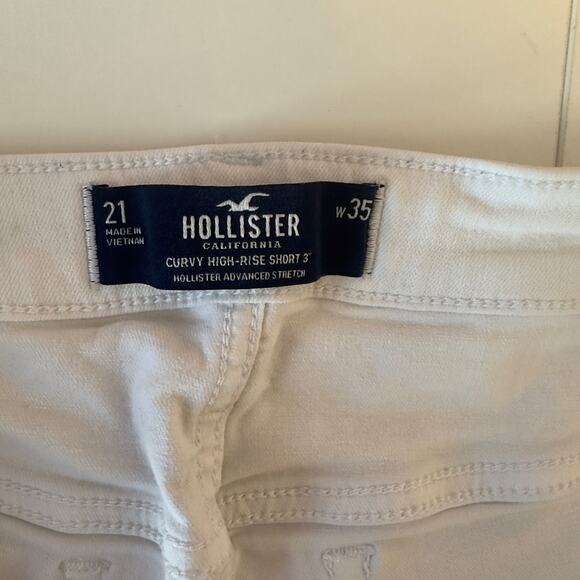 21
MADE IN
VIETNAM
HOLLISTER
CALIFORNIA
W35
CURVY HIGH-RISE SHORT 3"
HOLLISTER ADVANCED STRETCH